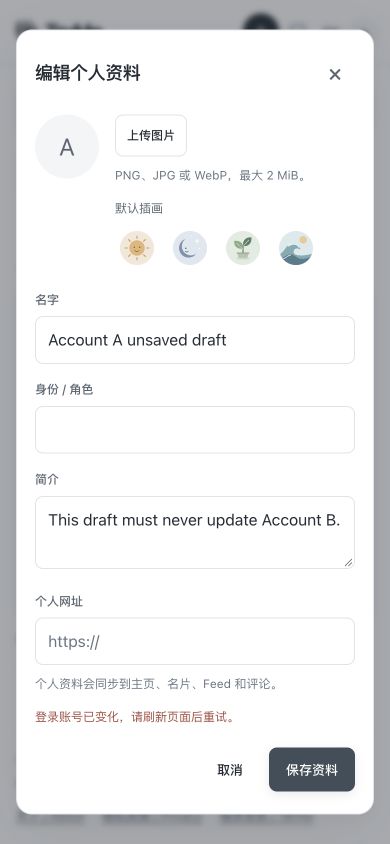 编辑个人资料
A
上传图片
PNG、JPG 或 WebP，最大 2 MiB。
默认插画
名字
Account A unsaved draft
身份 / 角色
简介
This draft must never update Account B.
个人网址
https://
个人资料会同步到主页、名片、Feed 和评论。
登录账号已变化，请刷新页面后重试。
取消
保存资料